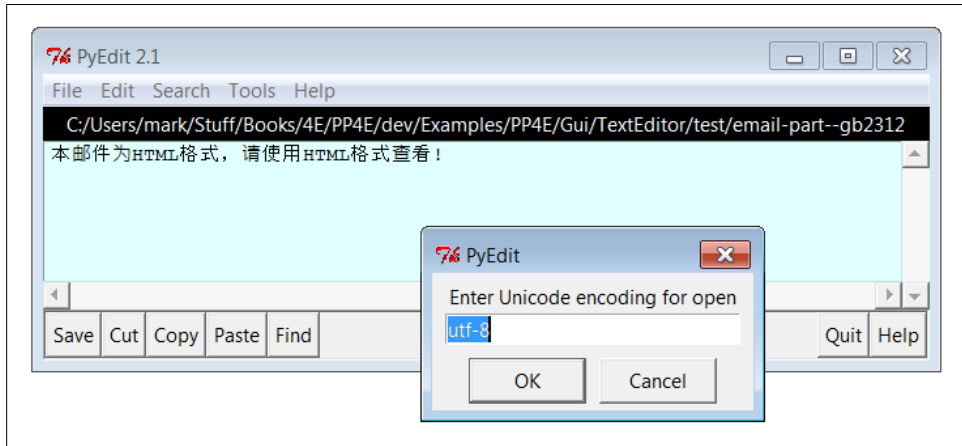 PyEdit 2.1
File Edit Search Tools Help
C:/Users/mark/Stuff/Books/4E/PP4E/dev/Examples/PP4E/Gui/TextEditor/test/email-part--gb2312
本邮件为HTML格式，请使用HTML格式查看！
PyEdit
Enter Unicode encoding for open
utf-8
OK Cancel
Save Cut Copy Paste Find Quit Help